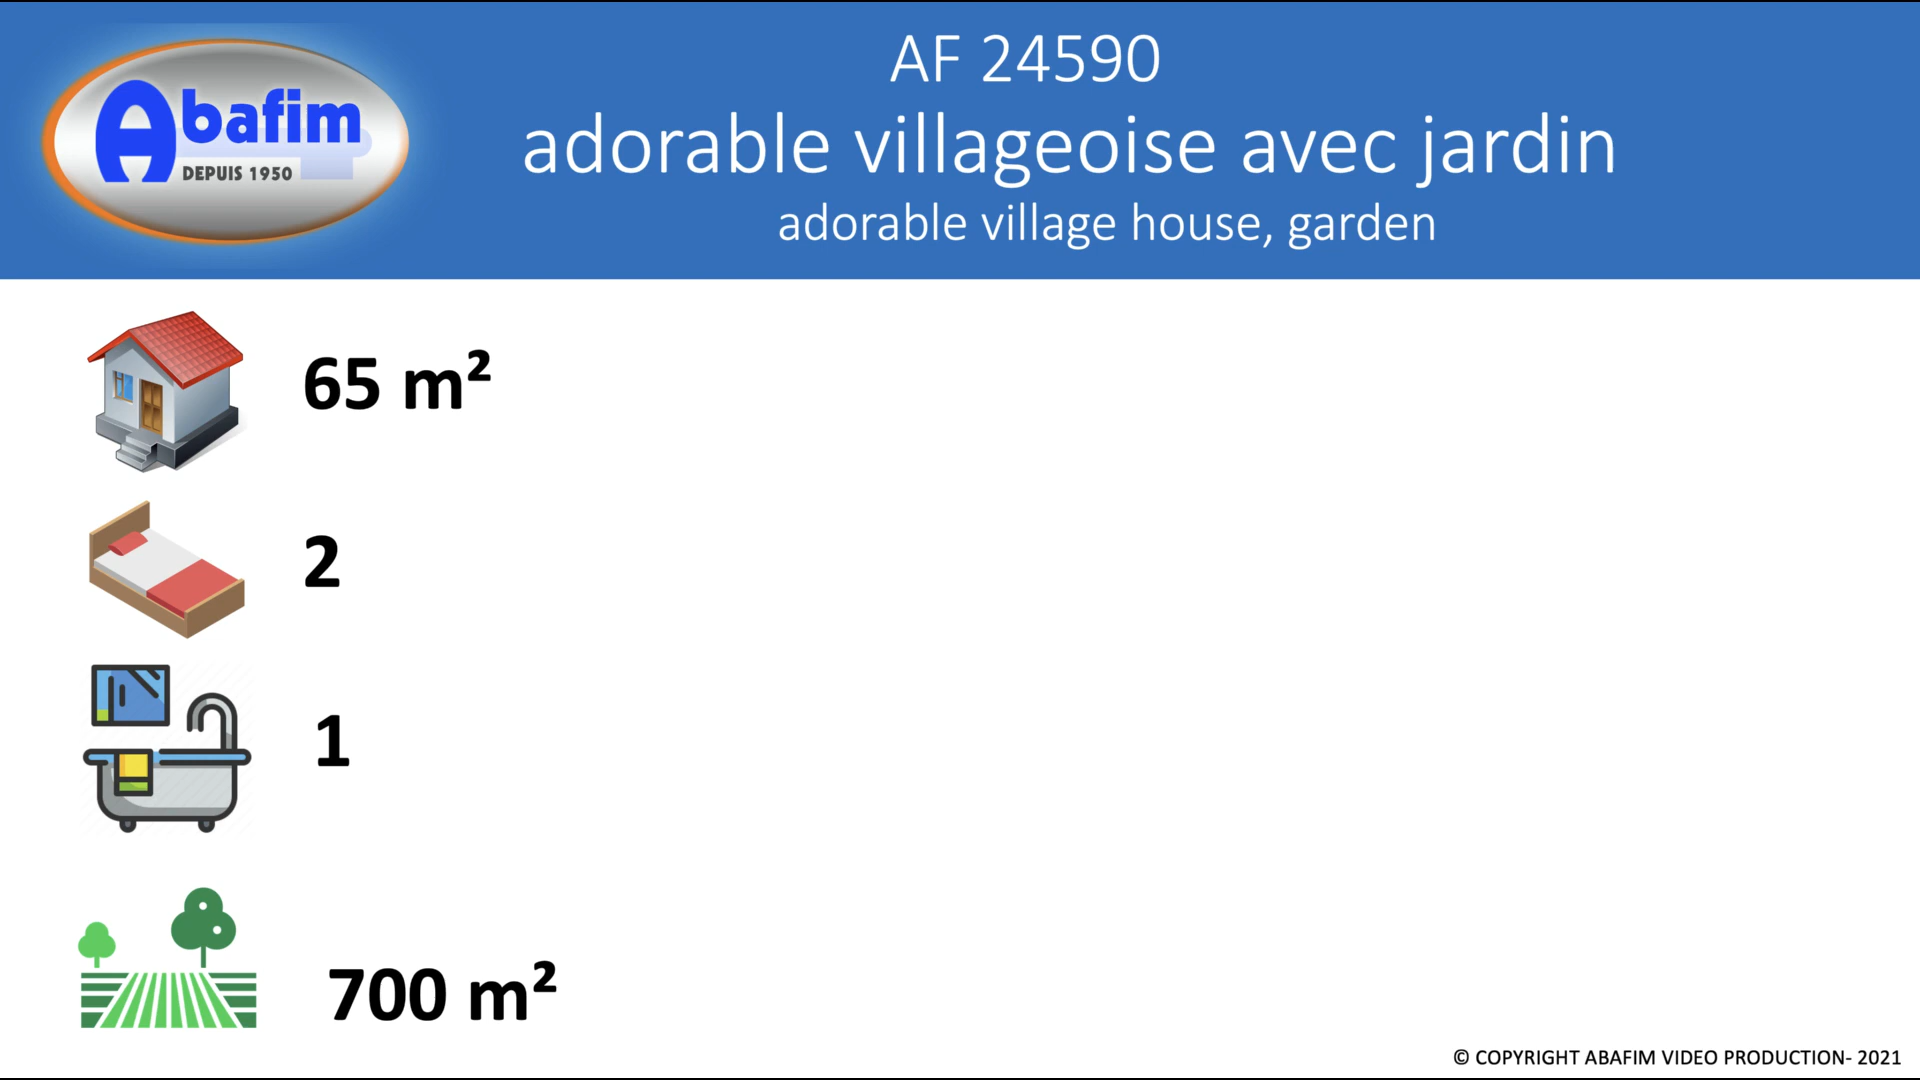 AF 24590
Abafim
DEPUIS 1950
adorable villageoise avec jardin
adorable village house, garden
65 m²
2
1
700 m²
© COPYRIGHT ABAFIM VIDEO PRODUCTION- 2021